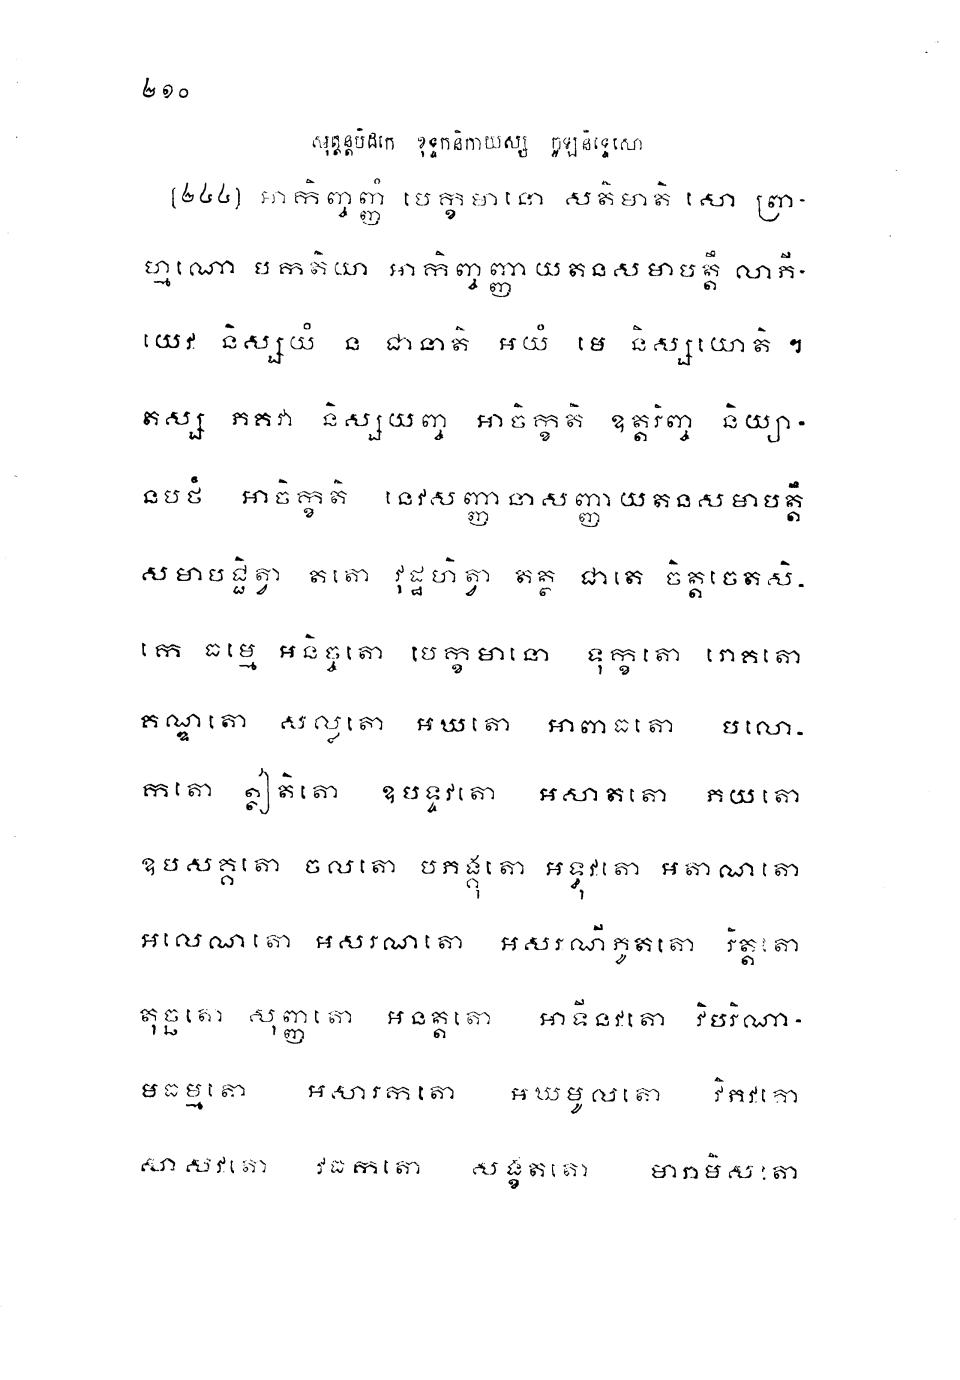 ២១០
សុត្តន្តបិដកេ ខុទ្ទកនិកាយស្ស ចូឡនិទ្ទេសោ
(២៤៤) អាកិញ្ចញ្ញំ បេក្ខមានោ សតិមាតិ សោ ព្រា-
ហ្មណោ បកតិយា អាកិញ្ចញ្ញាយតនសមាបត្តឹ លាភី-
យេវ និស្សយំ ន ជានាតិ អយំ មេ និស្សយោតិ ។
តស្ស ភគវា និស្សយញ្ច អាចិក្ខតិ ឧត្តរិញ្ច និយ្យា-
នបថំ អាចិក្ខតិ នេវសញ្ញានាសញ្ញាយតនសមាបត្តឹ
សមាបជ្ជិត្វា តតោ វុដ្ឋហិត្វា តត្ថ ជាតេ ចិត្តចេតសិ-
កេ ធម្មេ អនិច្ចតោ បេក្ខមានោ ទុក្ខតោ រោគតោ
គណ្ឌតោ សល្លតោ អឃតោ អាពាធតោ បលោ-
កតោ ឦតិតោ ឧបទ្ទវតោ អសាតតោ ភយតោ
ឧបសគ្គតោ ចលតោ បភង្គុតោ អទ្ធុវតោ អតាណតោ
អលេណតោ អសរណតោ អសរណីភូតតោ រិត្តតោ
តុច្ឆតោ សុញ្ញតោ អនត្តតោ អាទីនវតោ វិបរិណា-
មធម្មតោ អសារកតោ អឃមូលតោ វិភវតោ
សាសវតោ វធកតោ សង្ខតតោ មារាមិសតោ